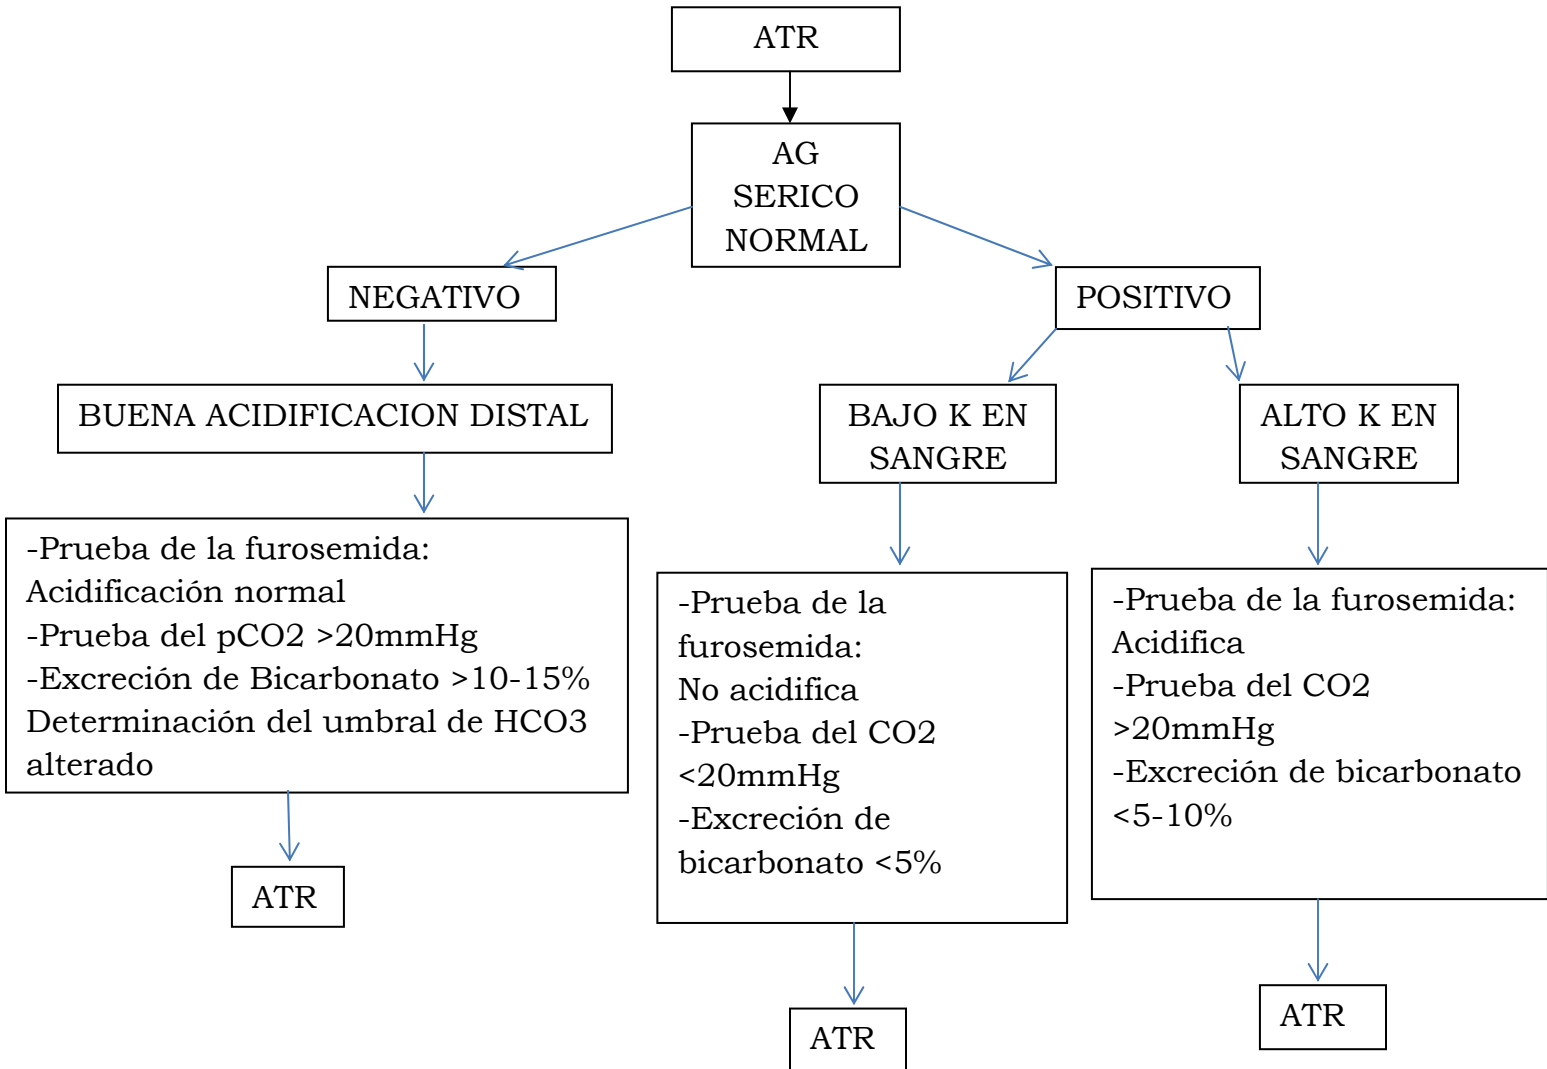 ATR
AG
SERICO
NORMAL
NEGATIVO
POSITIVO
BUENA ACIDIFICACION DISTAL
BAJO K EN
SANGRE
ALTO K EN
SANGRE
-Prueba de la furosemida:
Acidificación normal
-Prueba del pCO2 >20mmHg
-Excreción de Bicarbonato >10-15%
Determinación del umbral de HCO3
alterado
-Prueba de la
furosemida:
No acidifica
-Prueba del CO2
<20mmHg
-Excreción de
bicarbonato <5%
-Prueba de la furosemida:
Acidifica
-Prueba del CO2
>20mmHg
-Excreción de bicarbonato
<5-10%
ATR
ATR
ATR